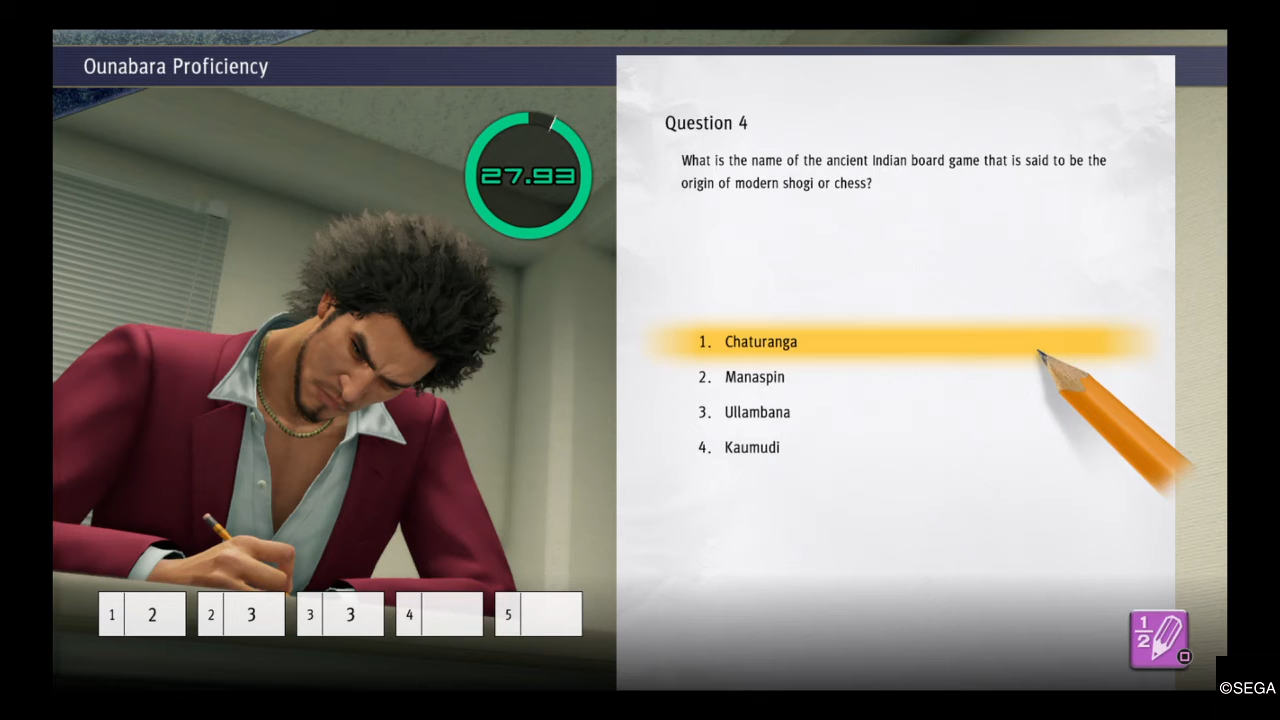 Ounabara Proficiency
27.93
Question 4
What is the name of the ancient Indian board game that is said to be the
origin of modern shogi or chess?
1. Chaturanga
2. Manaspin
3. Ullambana
4. Kaumudi
1 2 2 3 3 3 4 5
1/2
©SEGA